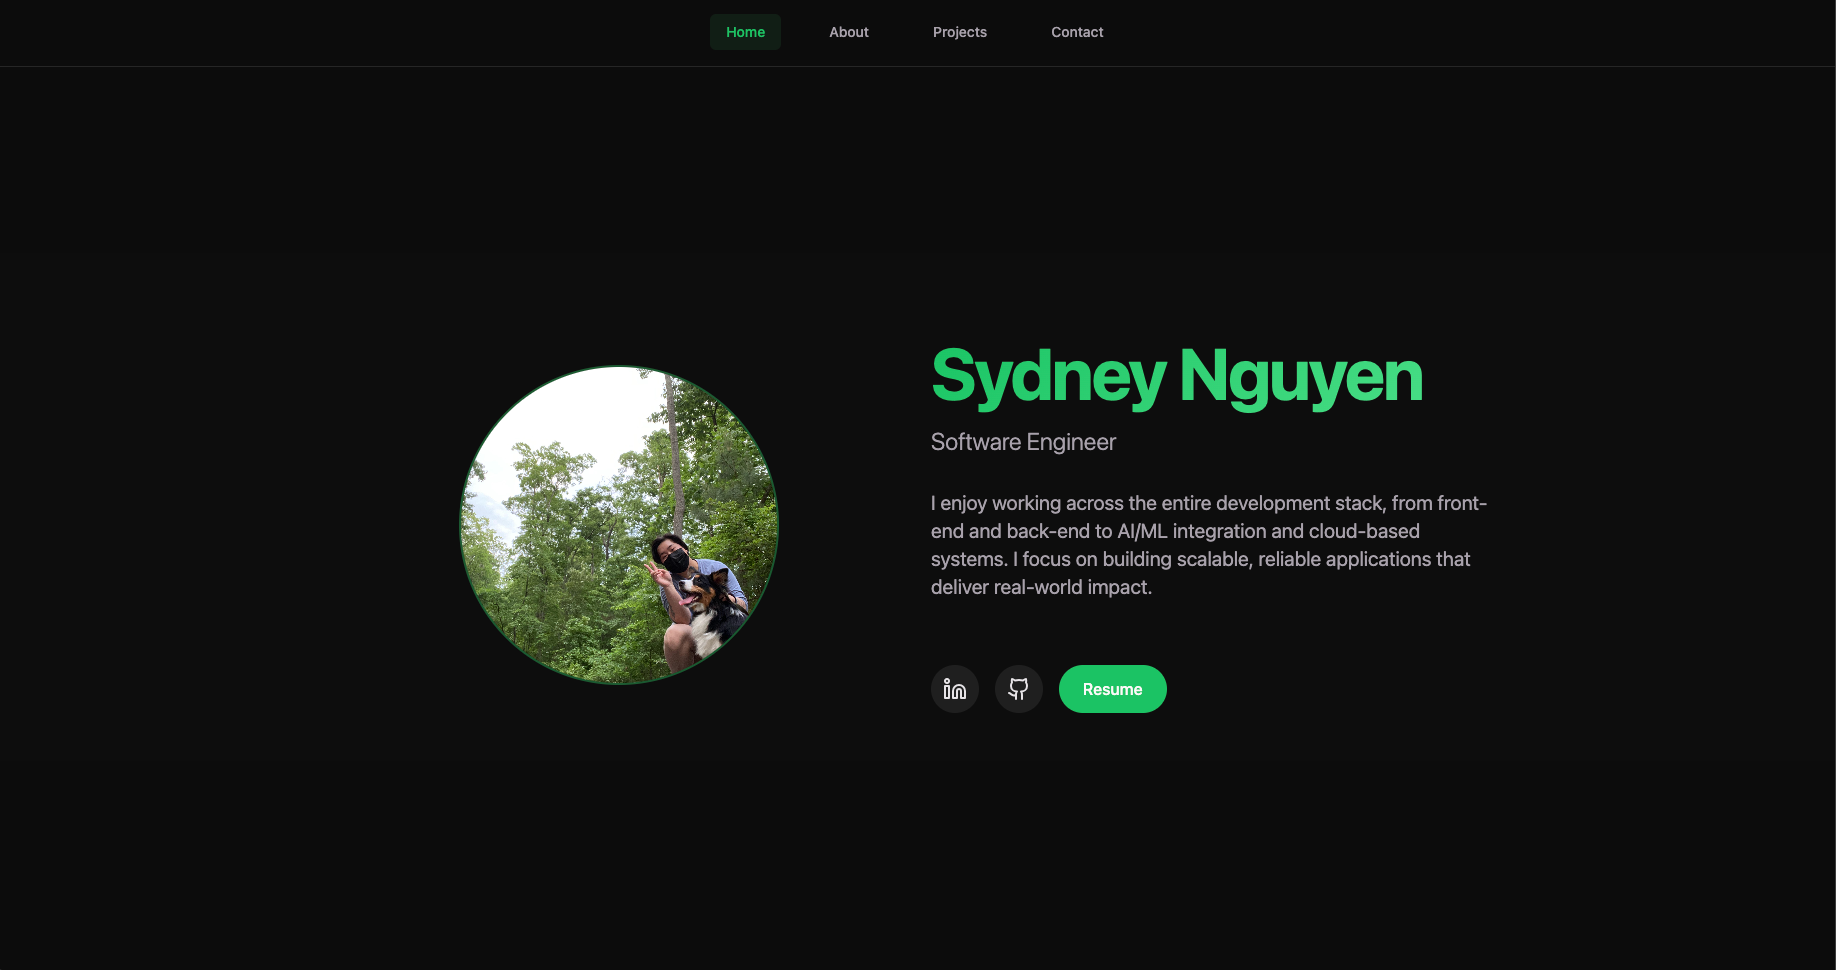 Home About Projects Contact
Sydney Nguyen
Software Engineer
I enjoy working across the entire development stack, from front-
end and back-end to AI/ML integration and cloud-based
systems. I focus on building scalable, reliable applications that
deliver real-world impact.
in
Resume